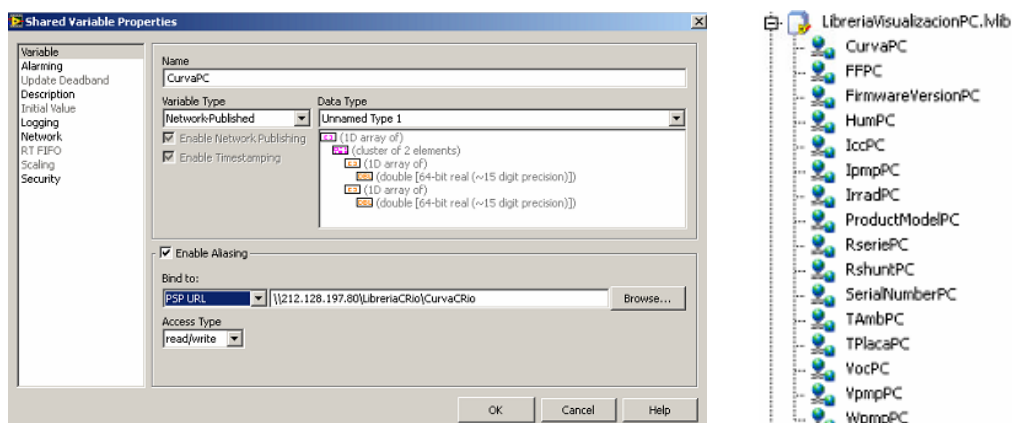 Shared Variable Properties
Variable
Alarming
Update Deadband
Description
Initial Value
Logging
Network
RT FIFO
Scaling
Security
Name
CurvaPC
Variable Type
Network-Published
Enable Network Publishing
Enable Timestamping
Data Type
Unnamed Type 1
(1D array of)
(cluster of 2 elements)
(1D array of)
(double [64-bit real (~15 digit precision)])
(1D array of)
(double [64-bit real (~15 digit precision)])
Enable Aliasing
Bind to:
PSP URL
\\212.128.197.80\LibreriaCRio\CurvaCRio
Browse...
Access Type
read/write
OK
Cancel
Help
LibreriaVisualizacionPC.lvlib
CurvaPC
FFPC
FirmwareVersionPC
HumPC
IccPC
IpmpPC
IrradPC
ProductModelPC
RseriePC
RshuntPC
SerialNumberPC
TAmbPC
TPlacaPC
VocPC
VpmpPC
WpmpPC